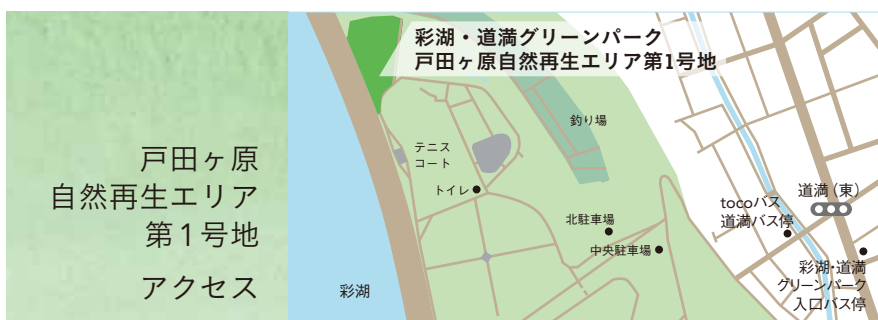 戸田ヶ原
自然再生エリア
第1号地
アクセス
彩湖・道満グリーンパーク
戸田ヶ原自然再生エリア第1号地
釣り場
テニス
コート
トイレ
北駐車場
中央駐車場
彩湖
tocoバス
道満バス停
道満(東)
彩湖・道満
グリーンパーク
入口バス停